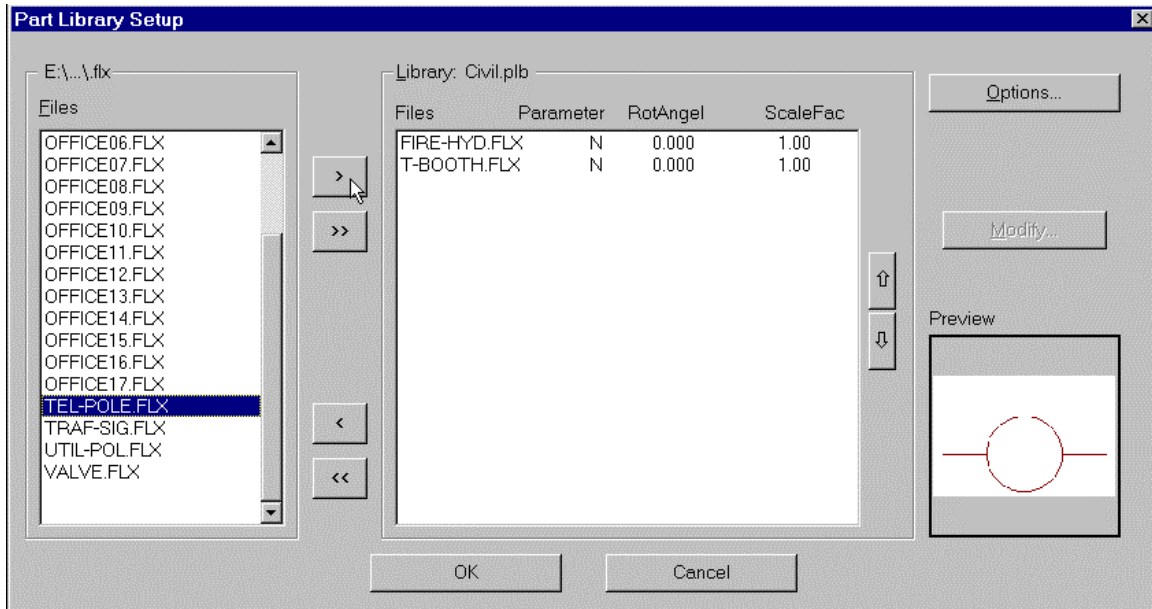 Part Library Setup
E:\...\.flx
Files
OFFICE06.FLX
OFFICE07.FLX
OFFICE08.FLX
OFFICE09.FLX
OFFICE10.FLX
OFFICE11.FLX
OFFICE12.FLX
OFFICE13.FLX
OFFICE14.FLX
OFFICE15.FLX
OFFICE16.FLX
OFFICE17.FLX
TEL-POLE.FLX
TRAF-SIG.FLX
UTIL-POL.FLX
VALVE.FLX
>
>>
<
<<
Library: Civil.plb
Files Parameter RotAngel ScaleFac
FIRE-HYD.FLX N 0.000 1.00
T-BOOTH.FLX N 0.000 1.00
Options...
Modify...
Preview
OK
Cancel